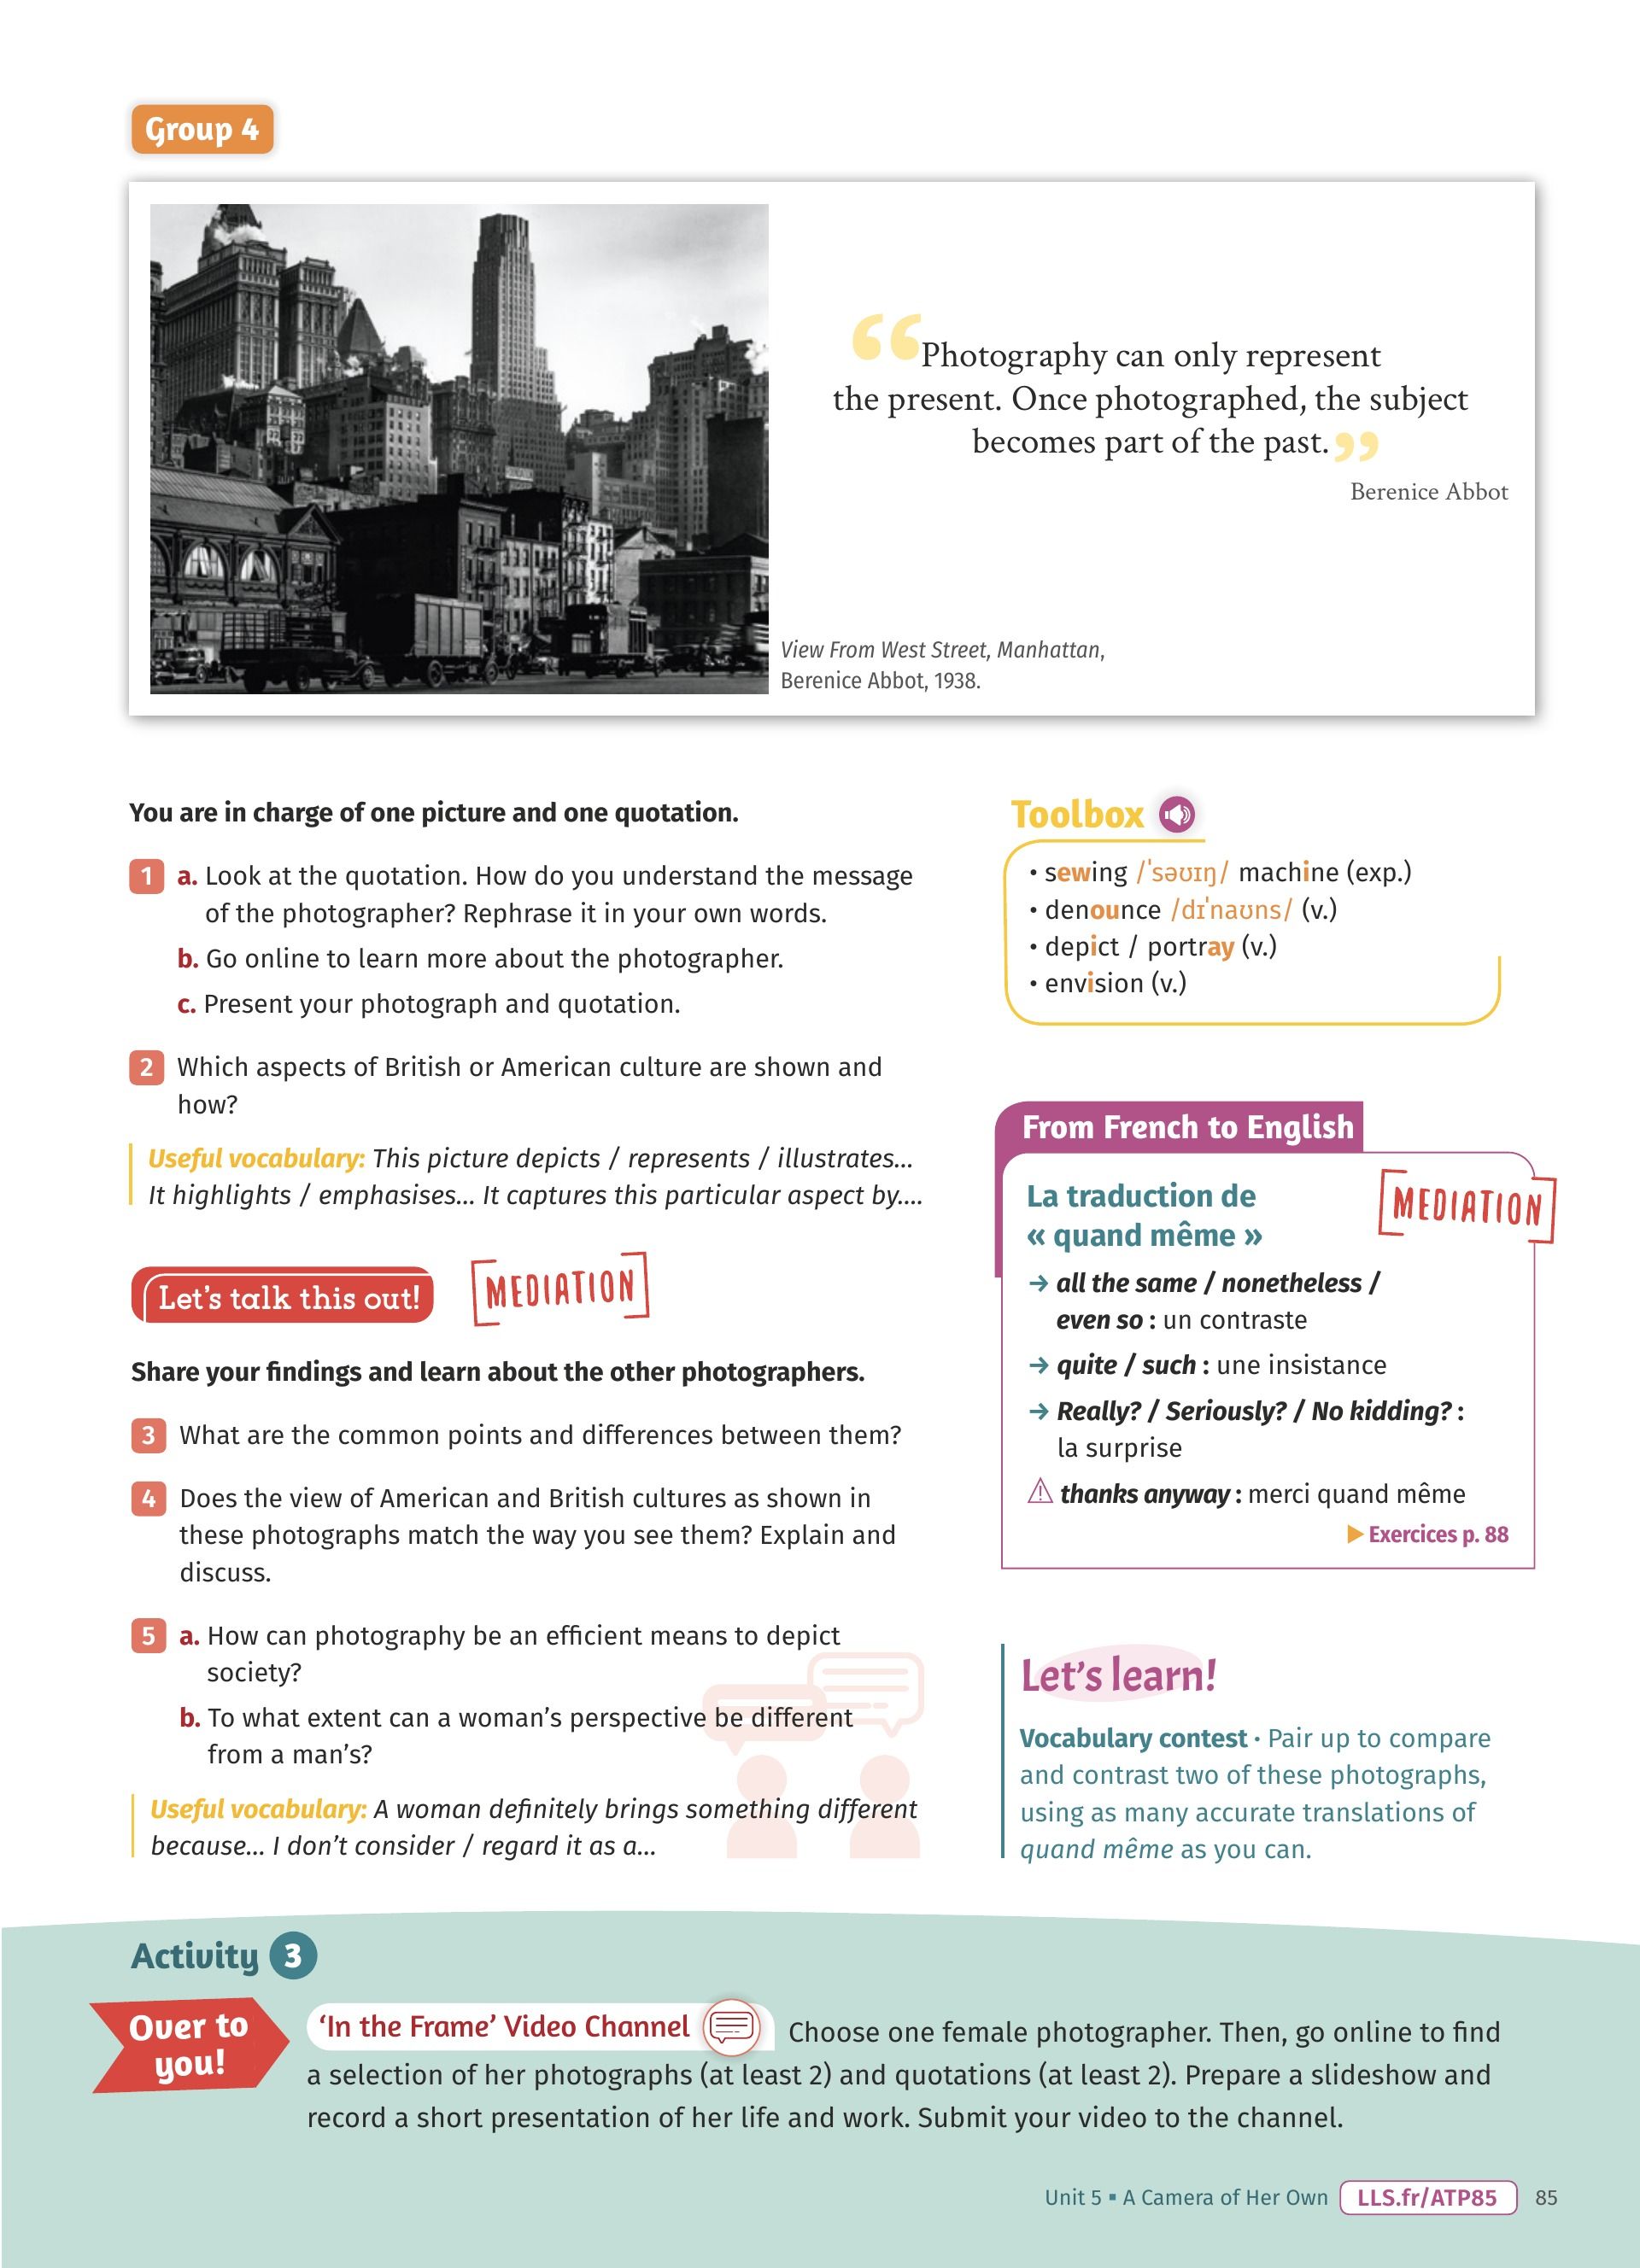 Group 4
“Photography can only represent
the present. Once photographed, the subject
becomes part of the past.”
Berenice Abbot
View From West Street, Manhattan,
Berenice Abbot, 1938.
You are in charge of one picture and one quotation.
1 a. Look at the quotation. How do you understand the message
of the photographer? Rephrase it in your own words.
b. Go online to learn more about the photographer.
c. Present your photograph and quotation.
2 Which aspects of British or American culture are shown and
how?
Useful vocabulary: This picture depicts / represents / illustrates...
It highlights / emphasises... It captures this particular aspect by....
Let's talk this out!
MEDIATION
Share your findings and learn about the other photographers.
3 What are the common points and differences between them?
4 Does the view of American and British cultures as shown in
these photographs match the way you see them? Explain and
discuss.
5 a. How can photography be an efficient means to depict
society?
b. To what extent can a woman's perspective be different
from a man's?
Useful vocabulary: A woman definitely brings something different
because... I don't consider / regard it as a...
Toolbox
• sewing /ˈsəʊɪŋ/ machine (exp.)
• denounce /dɪˈnaʊns/ (v.)
• depict / portray (v.)
• envision (v.)
From French to English
MEDIATION
La traduction de
« quand même »
→ all the same / nonetheless /
even so : un contraste
→ quite / such : une insistance
→ Really? / Seriously? / No kidding? :
la surprise
⚠ thanks anyway : merci quand même
▶ Exercices p. 88
Let's learn!
Vocabulary contest · Pair up to compare
and contrast two of these photographs,
using as many accurate translations of
quand même as you can.
Activity 3
Over to
you!
‘In the Frame’ Video Channel Choose one female photographer. Then, go online to find
a selection of her photographs (at least 2) and quotations (at least 2). Prepare a slideshow and
record a short presentation of her life and work. Submit your video to the channel.
Unit 5 ▪ A Camera of Her Own LLS.fr/ATP85 85